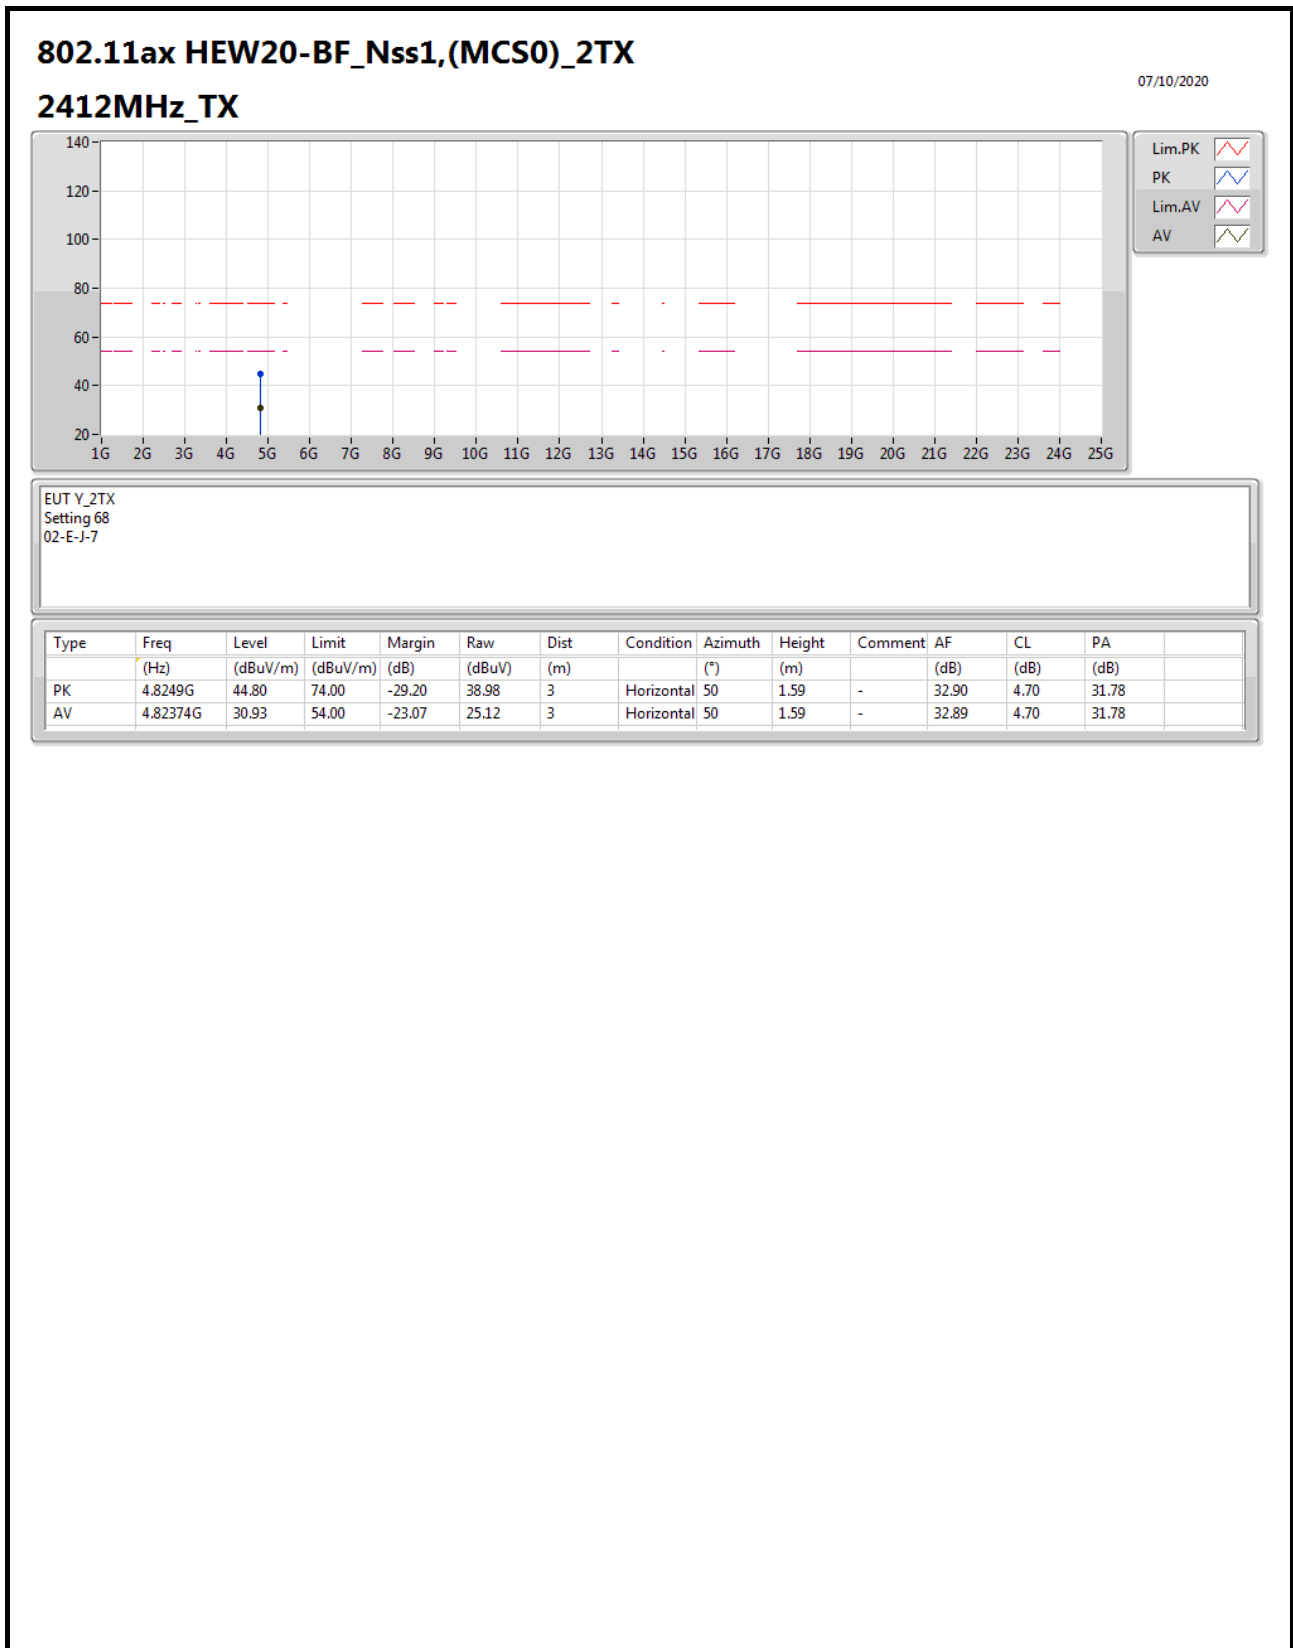 802.11ax HEW20-BF_Nss1,(MCS0)_2TX
07/10/2020
2412MHz_TX
140
120
100
80
60
40
20
1G 2G 3G 4G 5G 6G 7G 8G 9G 10G 11G 12G 13G 14G 15G 16G 17G 18G 19G 20G 21G 22G 23G 24G 25G
Lim.PK
PK
Lim.AV
AV
EUT Y_2TX
Setting 68
02-E-J-7
Type Freq Level Limit Margin Raw Dist Condition Azimuth Height Comment AF CL PA
(Hz) (dBuV/m) (dBuV/m) (dB) (dBuV) (m) (°) (m) (dB) (dB) (dB)
PK 4.8249G 44.80 74.00 -29.20 38.98 3 Horizontal 50 1.59 - 32.90 4.70 31.78
AV 4.82374G 30.93 54.00 -23.07 25.12 3 Horizontal 50 1.59 - 32.89 4.70 31.78